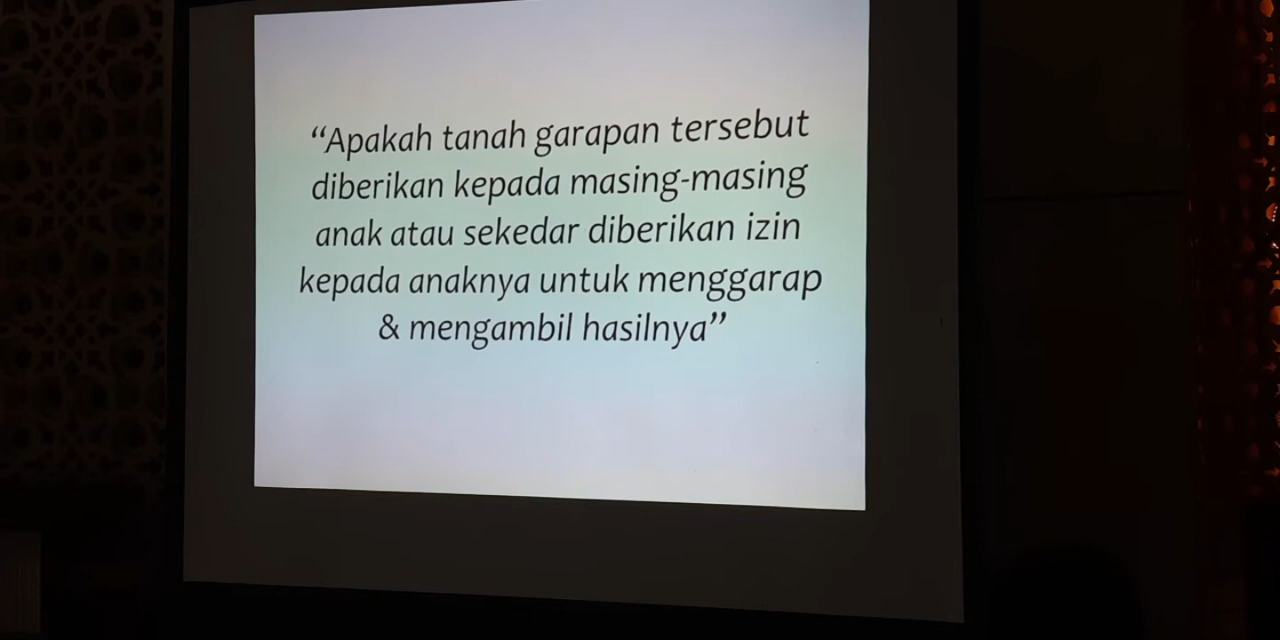 “Apakah tanah garapan tersebut
diberikan kepada masing-masing
anak atau sekedar diberikan izin
kepada anaknya untuk menggarap
& mengambil hasilnya”